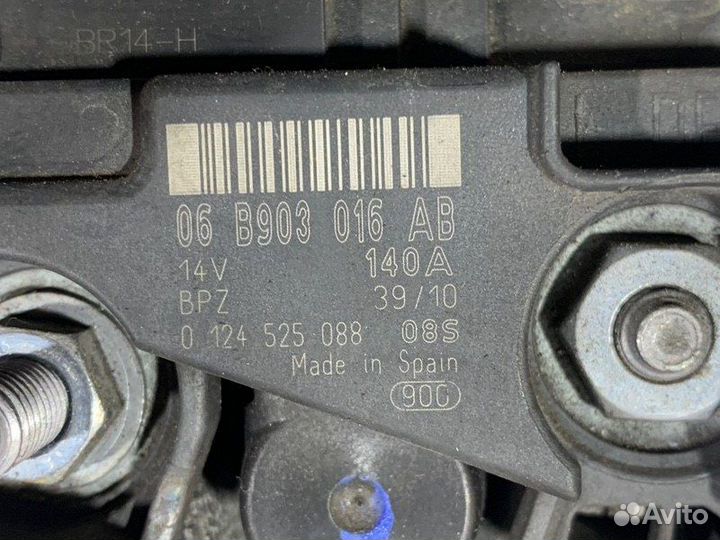 BR14-H
06 B903 016 AB
14V 140A
BPZ 39/10
0 124 525 088 08S
Made in Spain
900
Avito